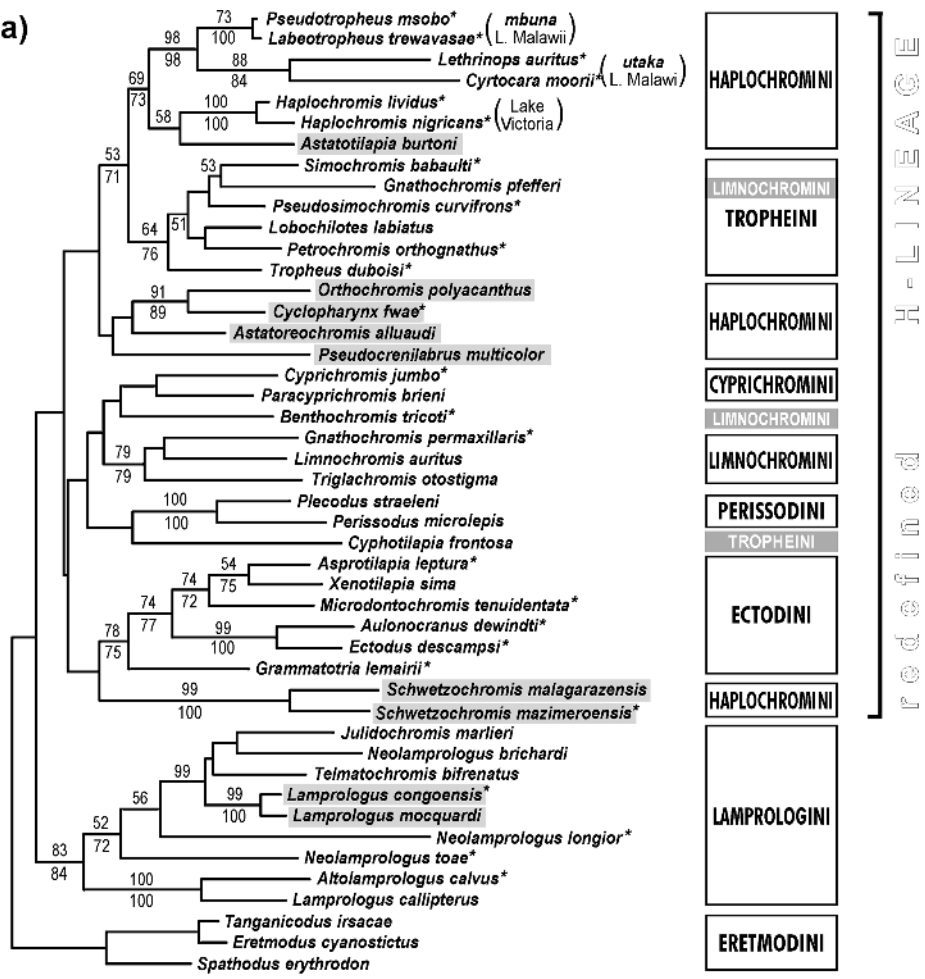 a)
73
Pseudotropheus msobo* ( mbuna
100
Labeotropheus trewavasae* L. Malawii )
98
98
88
Lethrinops auritus* ( utaka
84
Cyrtocara moorii* L. Malawi )
HAPLOCHROMINI
69
73
58
100
Haplochromis lividus* ( Lake
100
Haplochromis nigricans* Victoria )
Astatotilapia burtoni
53
71
53
Simochromis babaulti*
Gnathochromis pfefferi
LIMNOCHROMINI
Pseudosimochromis curvifrons*
TROPHEINI
64
51
Lobochilotes labiatus
76
Petrochromis orthognathus*
Tropheus duboisi*
91
Orthochromis polyacanthus
89
Cyclopharynx fwae*
HAPLOCHROMINI
Astatoreochromis alluaudi
Pseudocrenilabrus multicolor
Cyprichromis jumbo*
CYPRICHROMINI
Paracyprichromis brieni
Benthochromis tricoti*
LIMNOCHROMINI
Gnathochromis permaxillaris*
79
Limnochromis auritus
LIMNOCHROMINI
79
Triglachromis otostigma
100
Plecodus straeleni
PERISSODINI
100
Perissodus microlepis
Cyphotilapia frontosa
TROPHEINI
54
Asprotilapia leptura*
74
75
Xenotilapia sima
74
72
Microdontochromis tenuidentata*
ECTODINI
77
99
Aulonocranus dewindti*
78
100
Ectodus descampsi*
75
Grammatotria lemairii*
99
Schwetzochromis malagarazensis
HAPLOCHROMINI
100
Schwetzochromis mazimeroensis*
redefined H-LINEAGE
Julidochromis marlieri
Neolamprologus brichardi
99
Telmatochromis bifrenatus
99
Lamprologus congoensis*
56
100
Lamprologus mocquardi
LAMPROLOGINI
52
Neolamprologus longior*
72
Neolamprologus toae*
83
84
100
Altolamprologus calvus*
100
Lamprologus callipterus
Tanganicodus irsacae
Eretmodus cyanostictus
ERETMODINI
Spathodus erythrodon